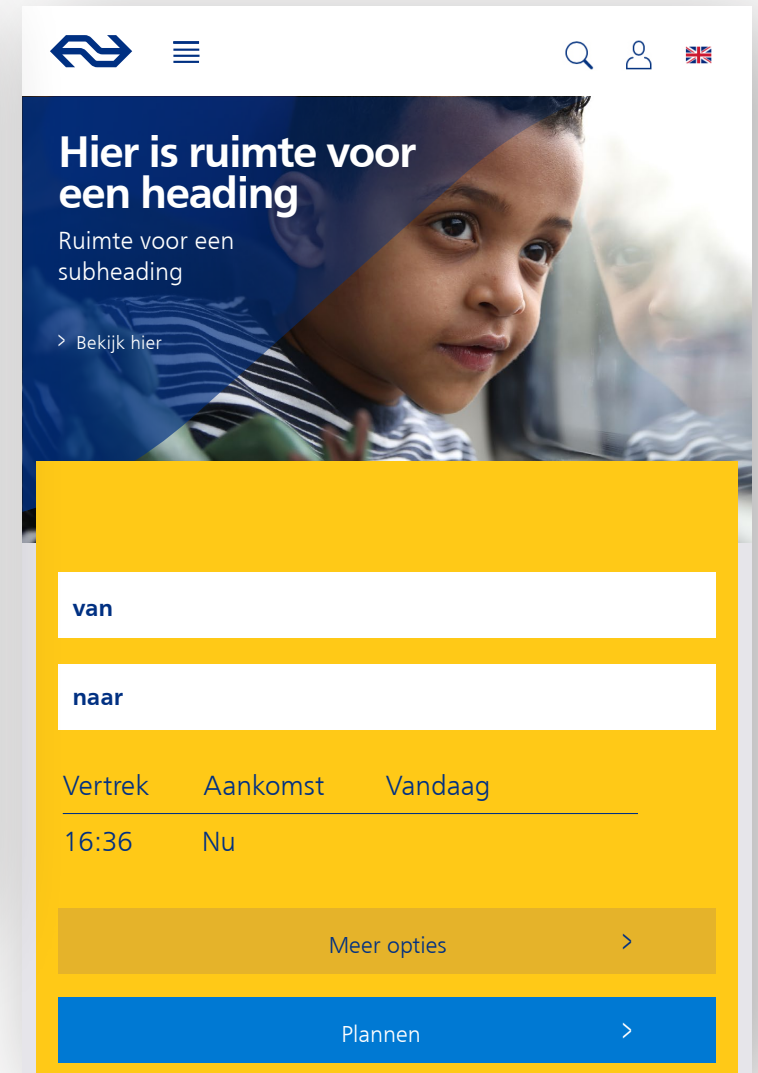 Hier is ruimte voor
een heading
Ruimte voor een
subheading
Bekijk hier
van
naar
Vertrek Aankomst Vandaag
16:36 Nu
Meer opties
Plannen